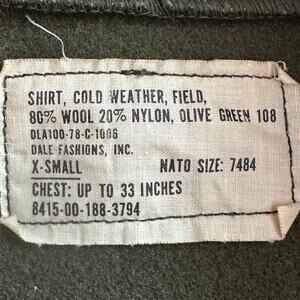 SHIRT, COLD WEATHER, FIELD,
80% WOOL 20% NYLON, OLIVE GREEN 108
DLA100-78-C-1006
DALE FASHIONS, INC.
X-SMALL NATO SIZE: 7484
CHEST: UP TO 33 INCHES
8415-00-188-3794